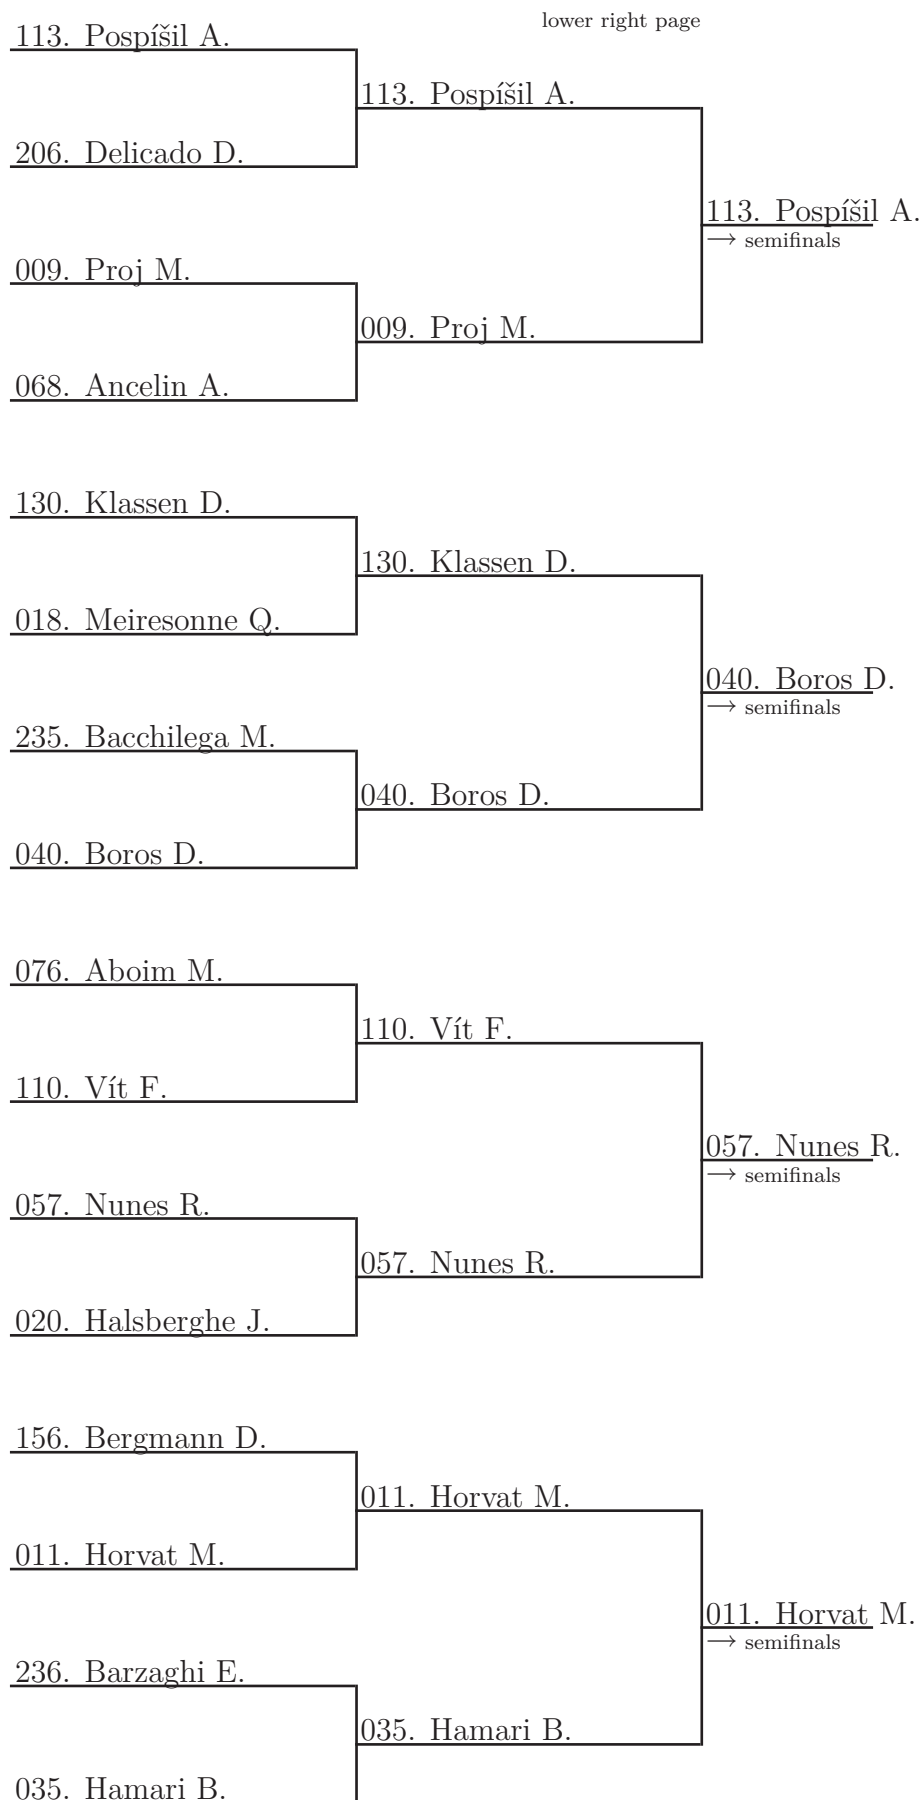 lower right page
113. Pospíšil A.
206. Delicado D.
009. Proj M.
068. Ancelin A.
130. Klassen D.
018. Meiresonne Q.
235. Bacchilega M.
040. Boros D.
076. Aboim M.
110. Vít F.
057. Nunes R.
020. Halsberghe J.
156. Bergmann D.
011. Horvat M.
236. Barzaghi E.
035. Hamari B.
113. Pospíšil A.
009. Proj M.
130. Klassen D.
040. Boros D.
110. Vít F.
057. Nunes R.
011. Horvat M.
035. Hamari B.
113. Pospíšil A.
→ semifinals
040. Boros D.
→ semifinals
057. Nunes R.
→ semifinals
011. Horvat M.
→ semifinals